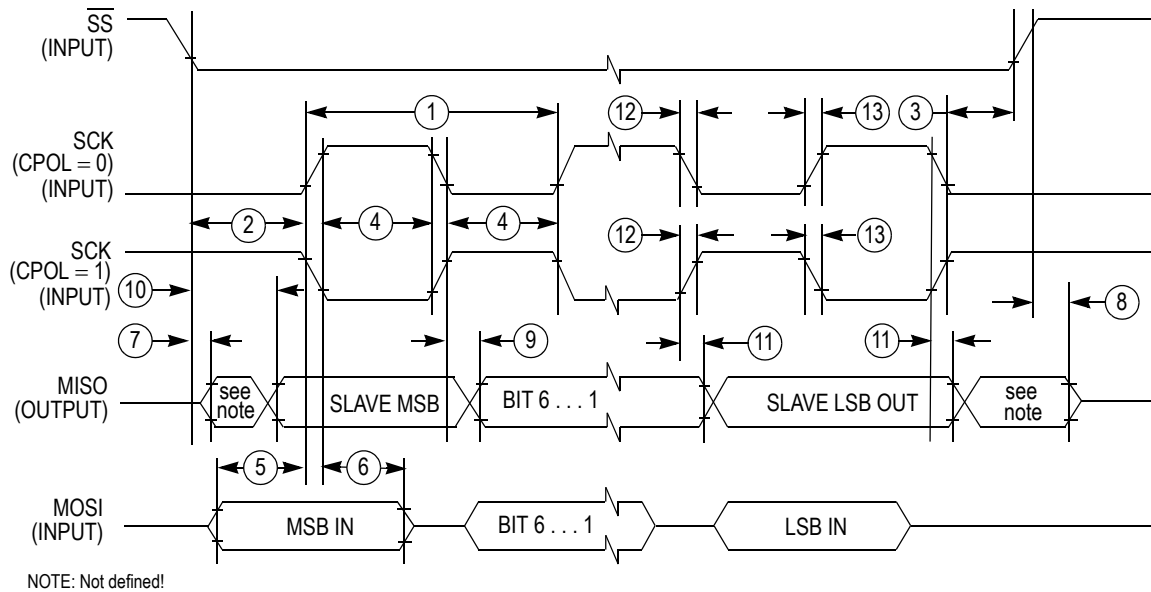 SS
(INPUT)
1
12
13
3
SCK
(CPOL = 0)
(INPUT)
2
4
4
12
13
SCK
(CPOL = 1)
(INPUT)
10
8
7
9
11
11
MISO
(OUTPUT)
see
note
SLAVE MSB
BIT 6 . . . 1
SLAVE LSB OUT
see
note
5
6
MOSI
(INPUT)
MSB IN
BIT 6 . . . 1
LSB IN
NOTE: Not defined!